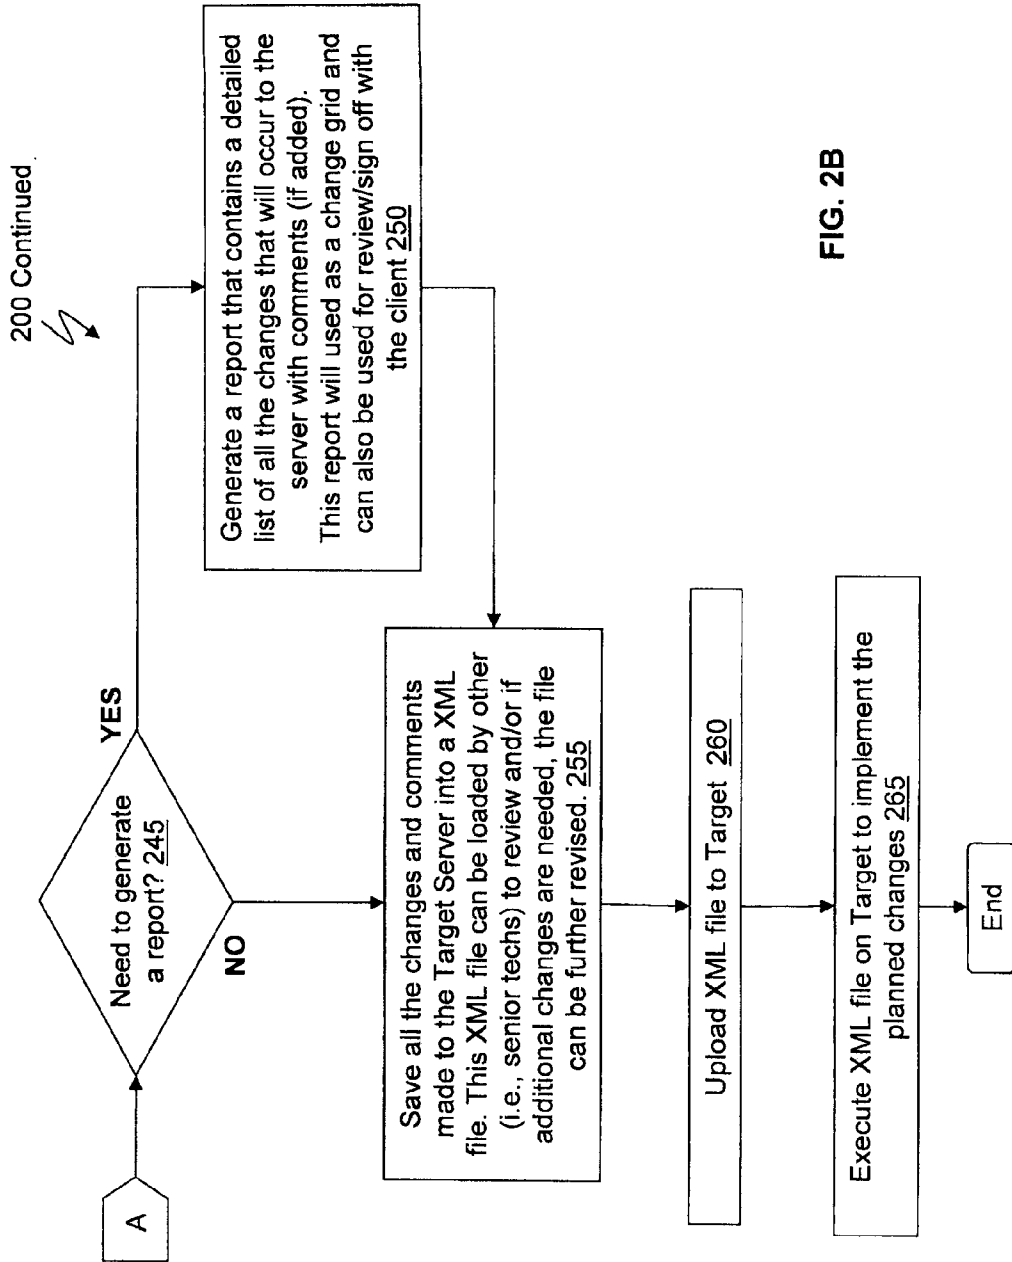 200 Continued
A
Need to generate
a report? 245
YES
NO
Generate a report that contains a detailed
list of all the changes that will occur to the
server with comments (if added).
This report will used as a change grid and
can also be used for review/sign off with
the client 250
Save all the changes and comments
made to the Target Server into a XML
file. This XML file can be loaded by other
(i.e., senior techs) to review and/or if
additional changes are needed, the file
can be further revised. 255
Upload XML file to Target 260
Execute XML file on Target to implement the
planned changes 265
End
FIG. 2B